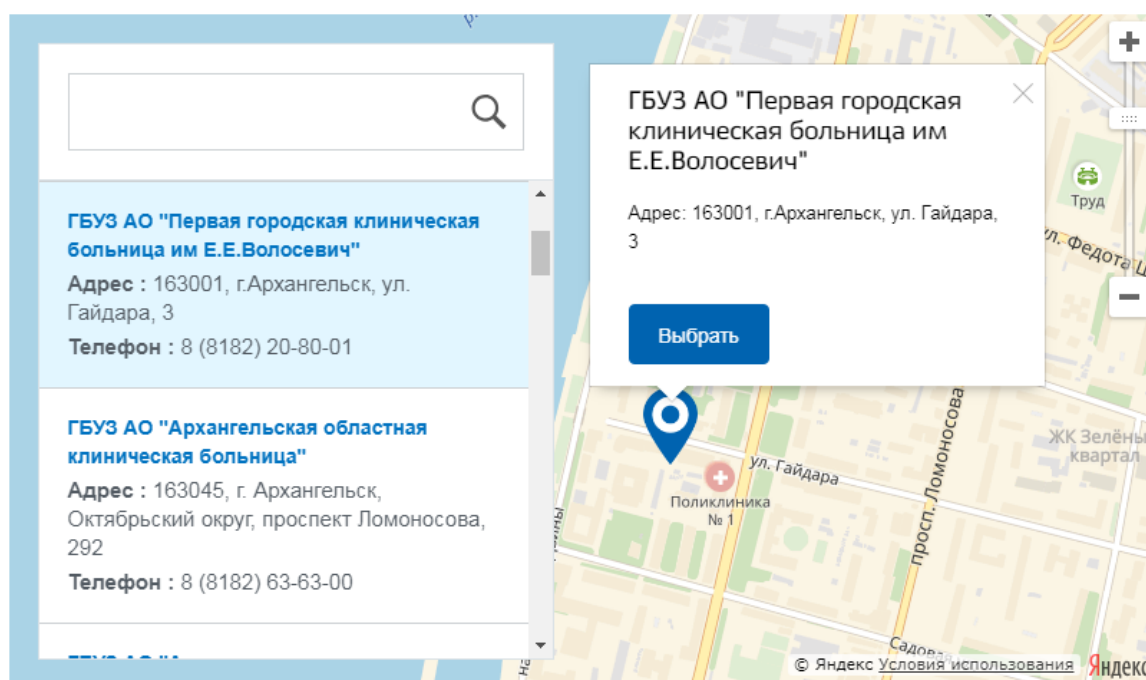 р.
ГБУЗ АО "Первая городская клиническая
больница им Е.Е.Волосевич"
Адрес : 163001, г.Архангельск, ул.
Гайдара, 3
Телефон : 8 (8182) 20-80-01
ГБУЗ АО "Архангельская областная
клиническая больница"
Адрес : 163045, г. Архангельск,
Октябрьский округ, проспект Ломоносова,
292
Телефон : 8 (8182) 63-63-00
ГБУЗ АО "Первая городская
клиническая больница им
Е.Е.Волосевич"
Адрес: 163001, г.Архангельск, ул. Гайдара,
3
Выбрать
Труд
ул. Федота
ЖК Зелёны
квартал
ул. Гайдара
просп. Ломоносова
Поликлиника
№ 1
Садовая
© Яндекс Условия использования
Яндекс